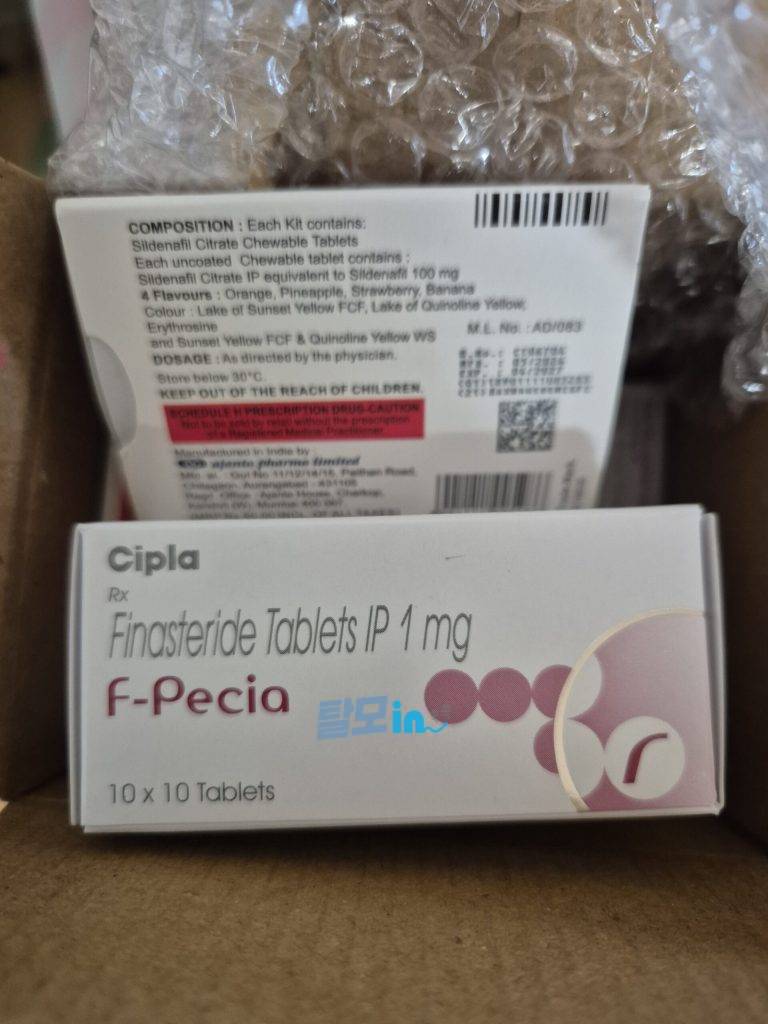 COMPOSITION : Each Kit contains:
Sildenafil Citrate Chewable Tablets
Each uncoated Chewable tablet contains :
Sildenafil Citrate IP equivalent to Sildenafil 100 mg
4 Flavours : Orange, Pineapple, Strawberry, Banana
Colour : Lake of Sunset Yellow FCF, Lake of Quinoline Yellow,
Erythrosine
and Sunset Yellow FCF & Quinoline Yellow WS
M.L. No. : AD/083
DOSAGE : As directed by the physician.
Store below 30°C.
KEEP OUT OF THE REACH OF CHILDREN.
SCHEDULE H PRESCRIPTION DRUG-CAUTION
Not to be sold by retail without the prescription
of a Registered Medical Practitioner
Manufactured in India by :
ajanta pharma limited
Cipla
Rx
Finasteride Tablets IP 1 mg
F-Pecia
탈모in
10 x 10 Tablets